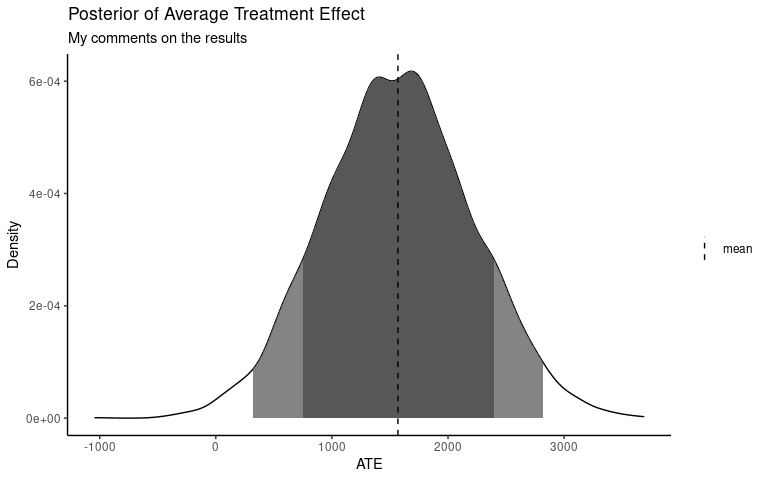 Posterior of Average Treatment Effect
My comments on the results
6e-04
4e-04
2e-04
0e+00
Density
-1000
0
1000
2000
3000
ATE
mean